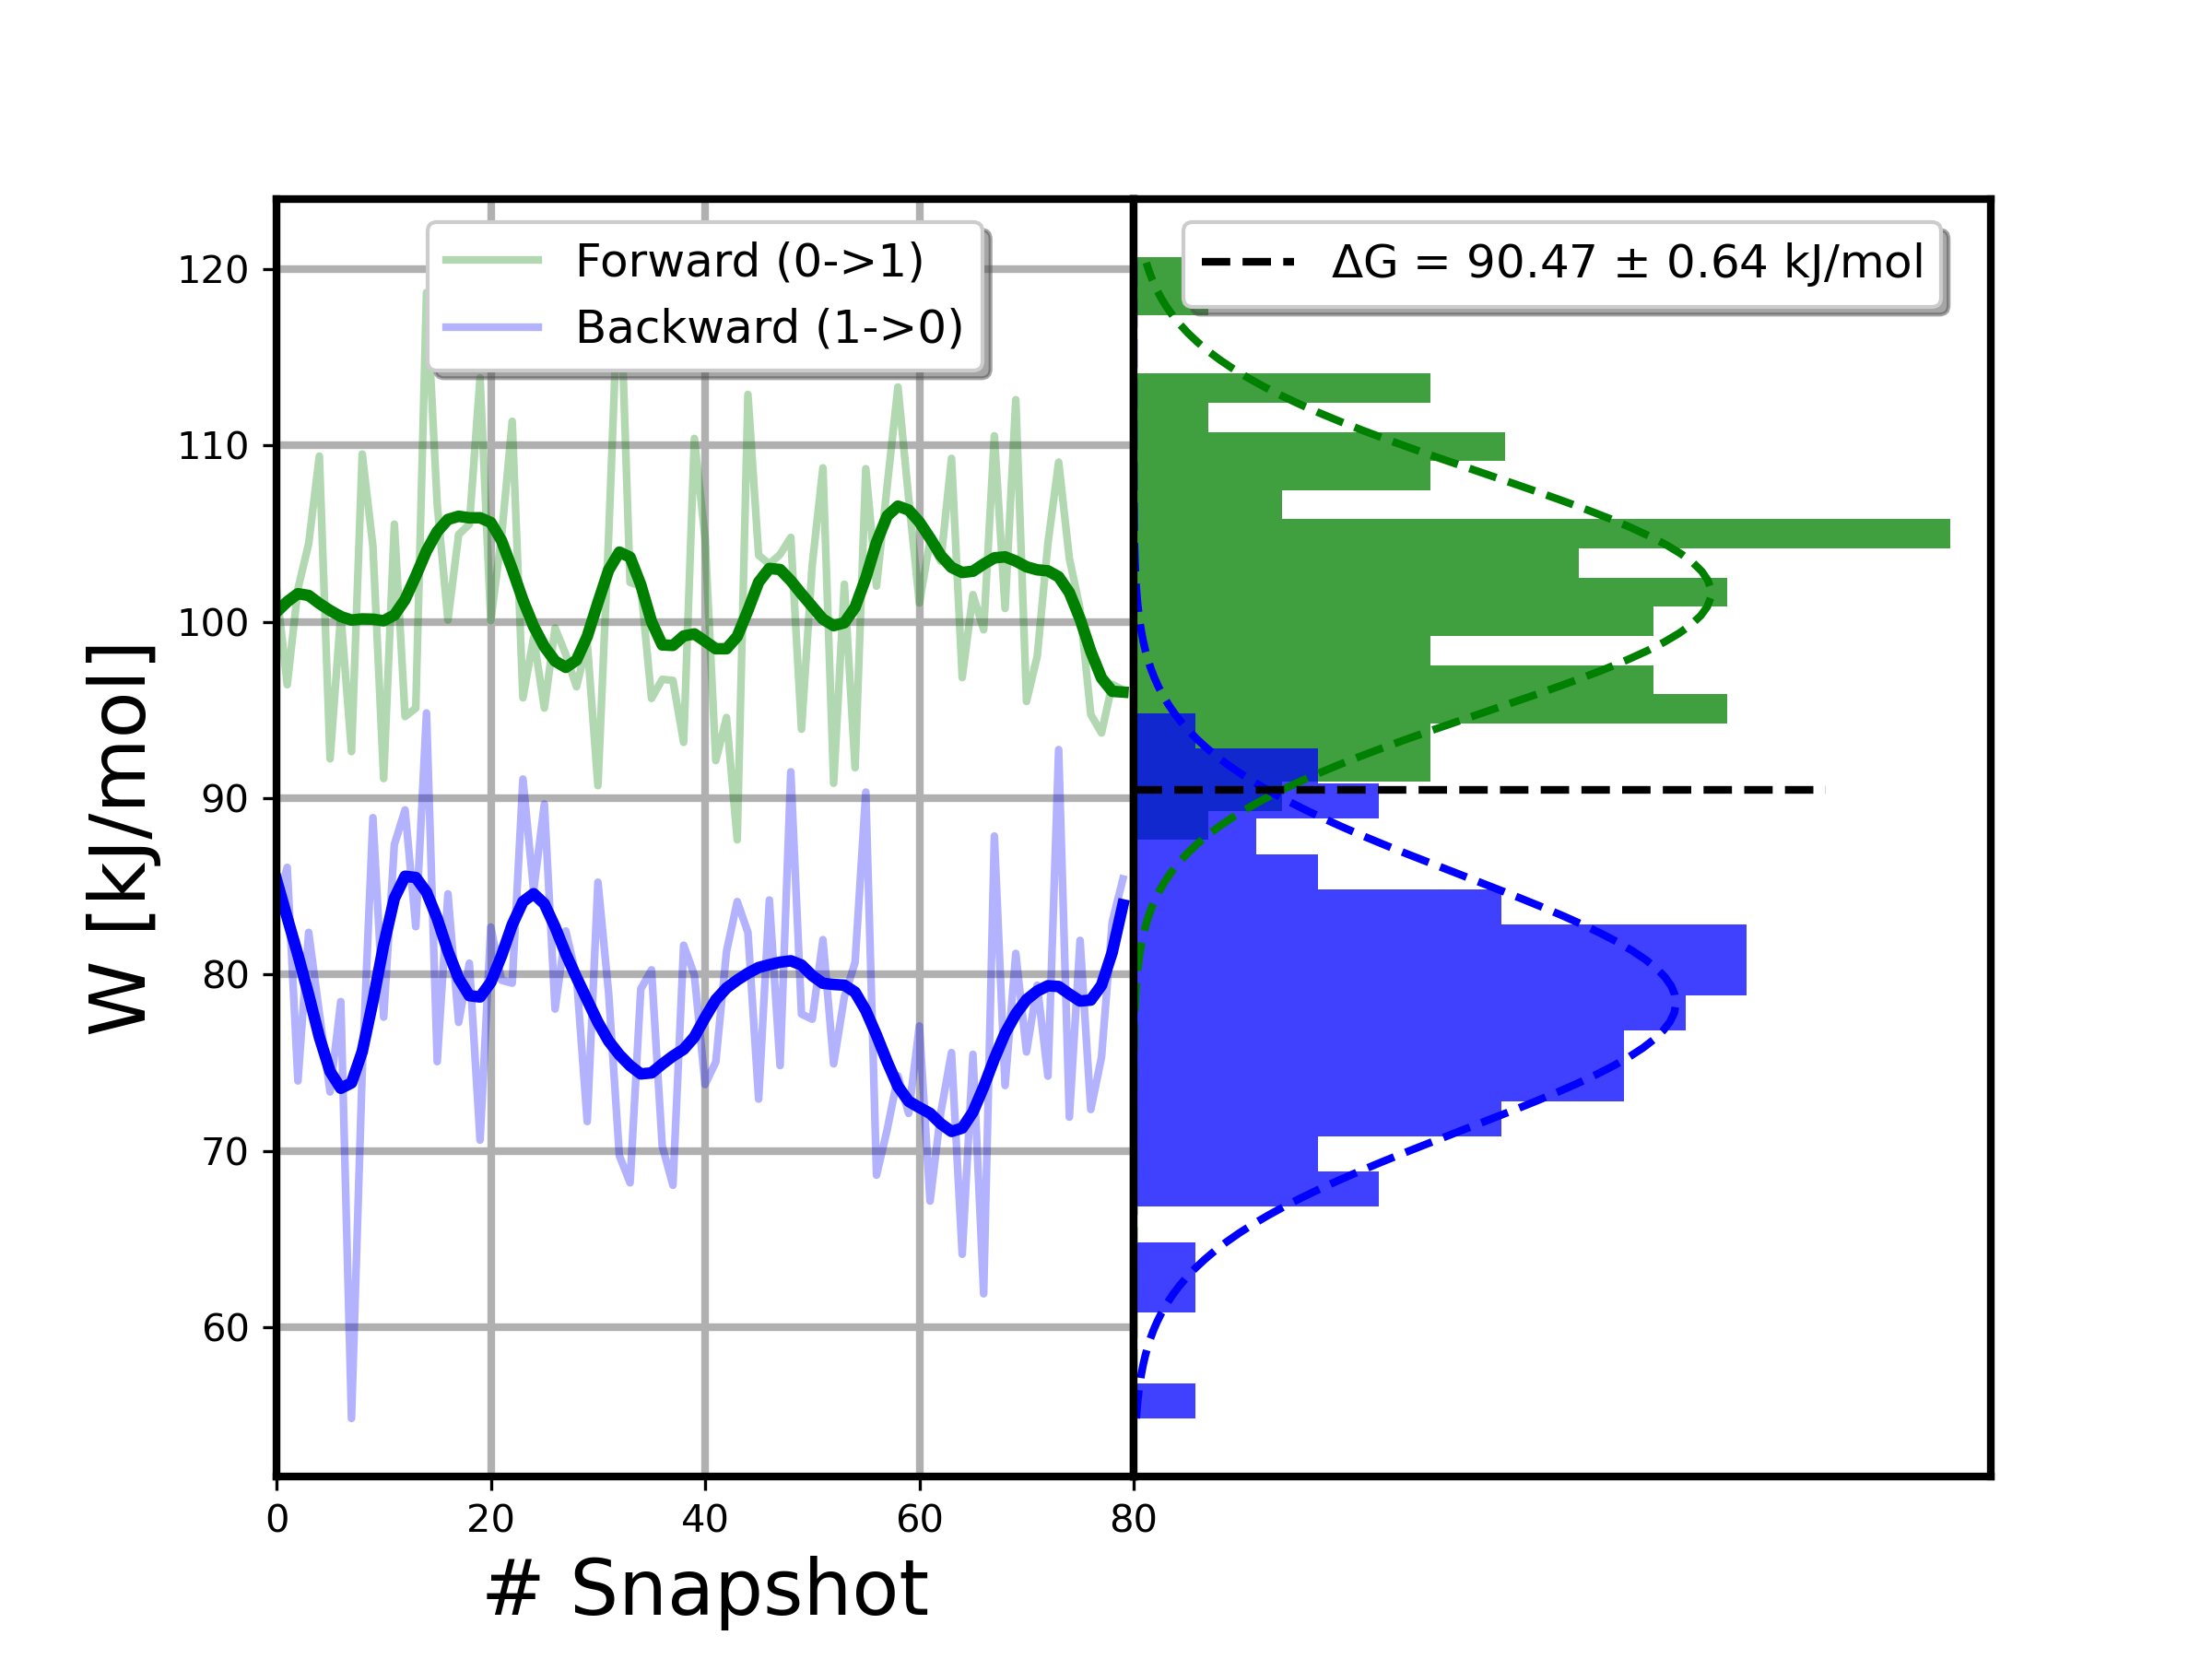 Forward (0->1)
Backward (1->0)
ΔG = 90.47 ± 0.64 kJ/mol
W [kJ/mol]
120
110
100
90
80
70
60
0 20 40 60 80
# Snapshot